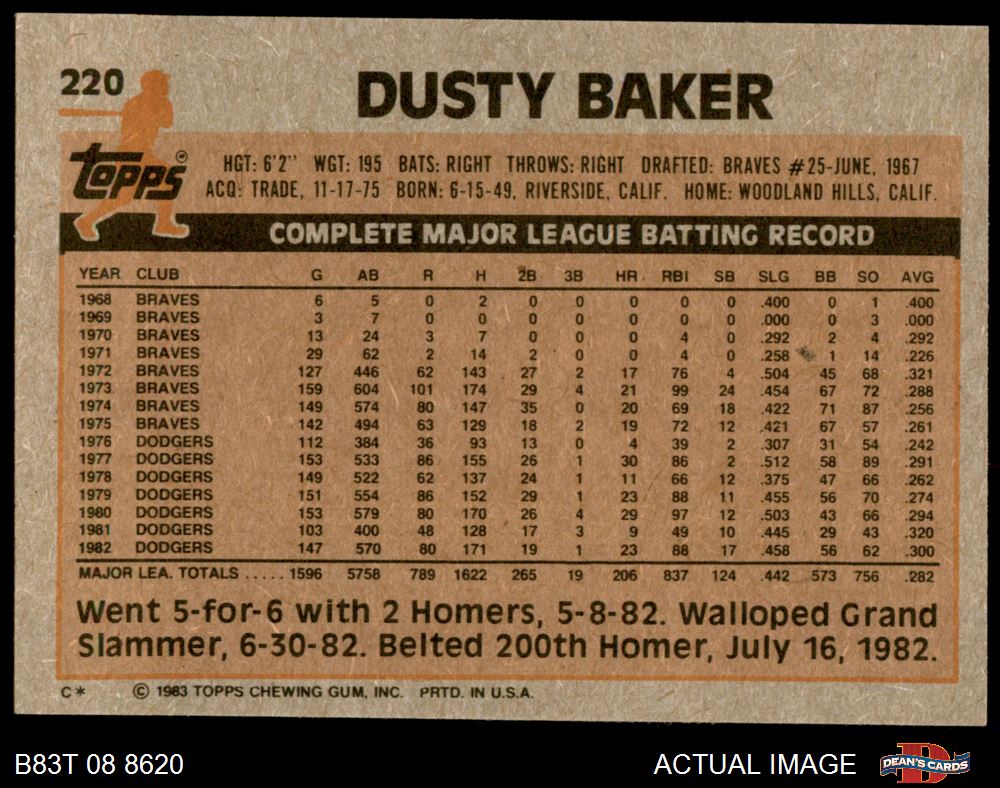 220 DUSTY BAKER
Topps®
HGT: 6'2" WGT: 195 BATS: RIGHT THROWS: RIGHT DRAFTED: BRAVES #25-JUNE, 1967
ACQ: TRADE, 11-17-75 BORN: 6-15-49, RIVERSIDE, CALIF. HOME: WOODLAND HILLS, CALIF.
COMPLETE MAJOR LEAGUE BATTING RECORD
YEAR CLUB G AB R H 2B 3B HR RBI SB SLG BB SO AVG
1968 BRAVES 6 5 0 2 0 0 0 0 0 .400 0 1 .400
1969 BRAVES 3 7 0 0 0 0 0 0 0 .000 0 3 .000
1970 BRAVES 13 24 3 7 0 0 0 4 0 .292 2 4 .292
1971 BRAVES 29 62 2 14 2 0 0 4 0 .258 1 14 .226
1972 BRAVES 127 446 62 143 27 2 17 76 4 .504 45 68 .321
1973 BRAVES 159 604 101 174 29 4 21 99 24 .454 67 72 .288
1974 BRAVES 149 574 80 147 35 0 20 69 18 .422 71 87 .256
1975 BRAVES 142 494 63 129 18 2 19 72 12 .421 67 57 .261
1976 DODGERS 112 384 36 93 13 0 4 39 2 .307 31 54 .242
1977 DODGERS 153 533 86 155 26 1 30 86 2 .512 58 89 .291
1978 DODGERS 149 522 62 137 24 1 11 66 12 .375 47 66 .262
1979 DODGERS 151 554 86 152 29 1 23 88 11 .455 56 70 .274
1980 DODGERS 153 579 80 170 26 4 29 97 12 .503 43 66 .294
1981 DODGERS 103 400 48 128 17 3 9 49 10 .445 29 43 .320
1982 DODGERS 147 570 80 171 19 1 23 88 17 .458 56 62 .300
MAJOR LEA. TOTALS ..... 1596 5758 789 1622 265 19 206 837 124 .442 573 756 .282
Went 5-for-6 with 2 Homers, 5-8-82. Walloped Grand
Slammer, 6-30-82. Belted 200th Homer, July 16, 1982.
C* © 1983 TOPPS CHEWING GUM, INC. PRTD. IN U.S.A.
B83T 08 8620 ACTUAL IMAGE D DEAN'S CARDS